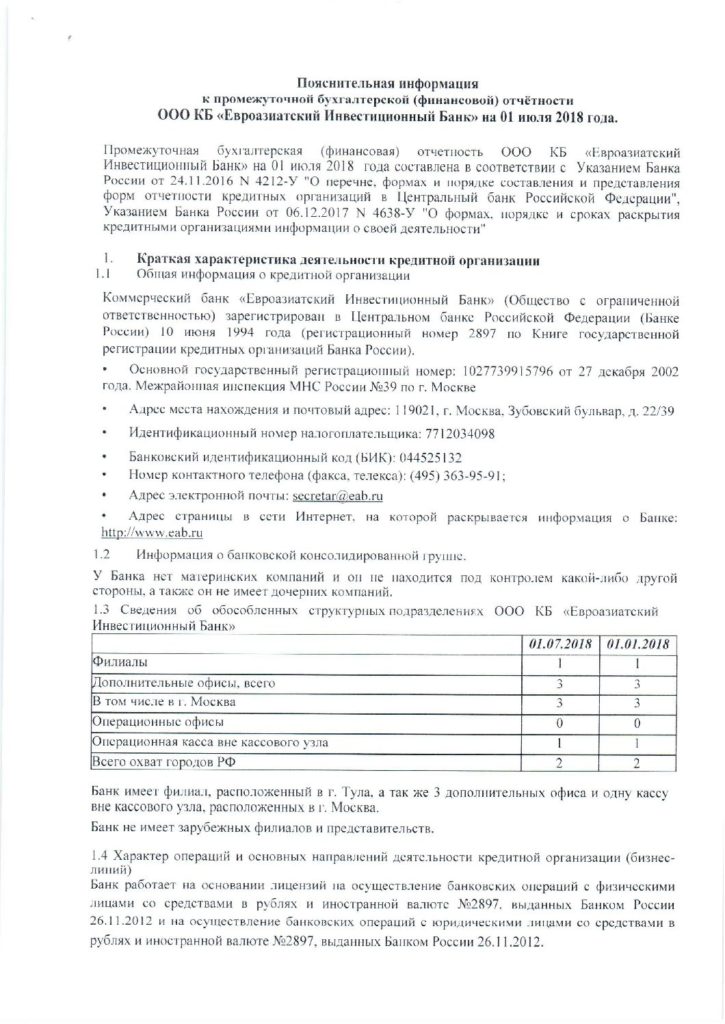 Пояснительная информация
к промежуточной бухгалтерской (финансовой) отчётности
ООО КБ «Евроазиатский Инвестиционный Банк» на 01 июля 2018 года.
Промежуточная бухгалтерская (финансовая) отчетность ООО КБ «Евроазиатский
Инвестиционный Банк» на 01 июля 2018 года составлена в соответствии с Указанием Банка
России от 24.11.2016 N 4212-У "О перечне, формах и порядке составления и представления
форм отчетности кредитных организаций в Центральный банк Российской Федерации",
Указанием Банка России от 06.12.2017 N 4638-У "О формах, порядке и сроках раскрытия
кредитными организациями информации о своей деятельности"
1. Краткая характеристика деятельности кредитной организации
1.1 Общая информация о кредитной организации
Коммерческий банк «Евроазиатский Инвестиционный Банк» (Общество с ограниченной
ответственностью) зарегистрирован в Центральном банке Российской Федерации (Банке
России) 10 июня 1994 года (регистрационный номер 2897 по Книге государственной
регистрации кредитных организаций Банка России).
• Основной государственный регистрационный номер: 1027739915796 от 27 декабря 2002
года. Межрайонная инспекция МНС России №39 по г. Москве
• Адрес места нахождения и почтовый адрес: 119021, г. Москва, Зубовский бульвар, д. 22/39
• Идентификационный номер налогоплательщика: 7712034098
• Банковский идентификационный код (БИК): 044525132
• Номер контактного телефона (факса, телекса): (495) 363-95-91;
• Адрес электронной почты: secretar@eab.ru
• Адрес страницы в сети Интернет, на которой раскрывается информация о Банке:
http://www.eab.ru
1.2 Информация о банковской консолидированной группе.
У Банка нет материнских компаний и он не находится под контролем какой-либо другой
стороны, а также он не имеет дочерних компаний.
1.3 Сведения об обособленных структурных подразделениях ООО КБ «Евроазиатский
Инвестиционный Банк»
01.07.2018 01.01.2018
Филиалы 1 1
Дополнительные офисы, всего 3 3
В том числе в г. Москва 3 3
Операционные офисы 0 0
Операционная касса вне кассового узла 1 1
Всего охват городов РФ 2 2
Банк имеет филиал, расположенный в г. Тула, а так же 3 дополнительных офиса и одну кассу
вне кассового узла, расположенных в г. Москва.
Банк не имеет зарубежных филиалов и представительств.
1.4 Характер операций и основных направлений деятельности кредитной организации (бизнес-
линий)
Банк работает на основании лицензий на осуществление банковских операций с физическими
лицами со средствами в рублях и иностранной валюте №2897, выданных Банком России
26.11.2012 и на осуществление банковских операций с юридическими лицами со средствами в
рублях и иностранной валюте №2897, выданных Банком России 26.11.2012.